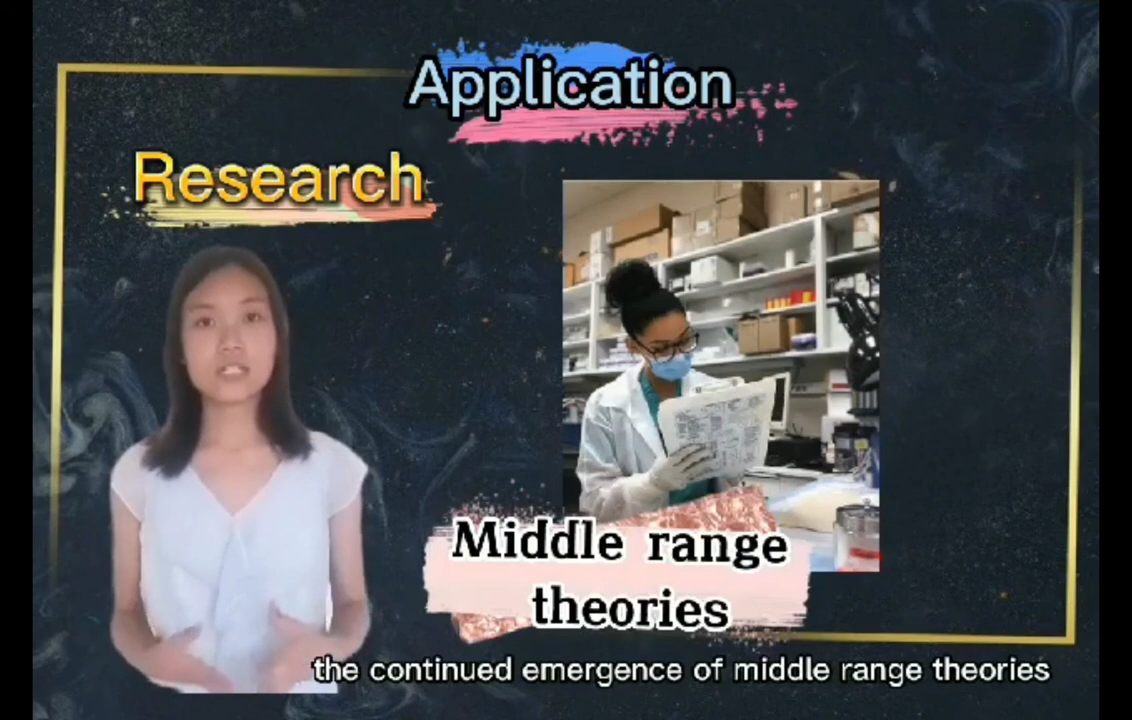 Application
Research
Middle range
theories
the continued emergence of middle range theories